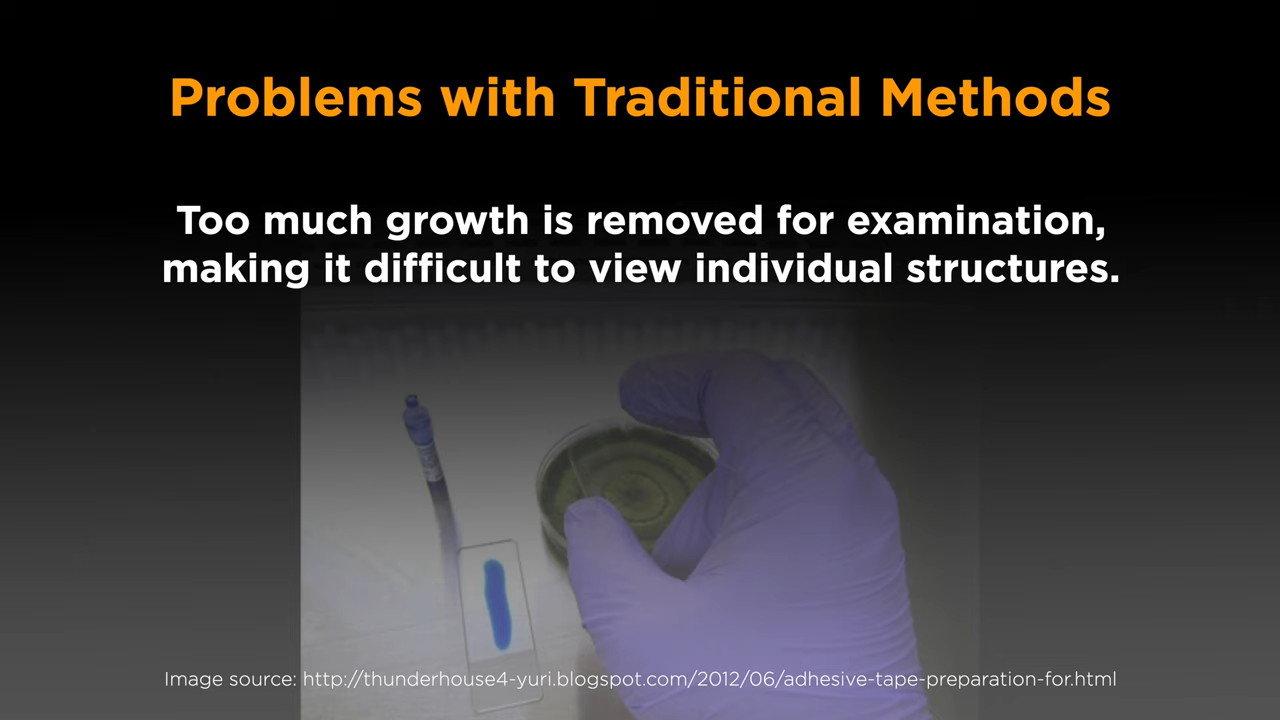 Problems with Traditional Methods
Too much growth is removed for examination,
making it difficult to view individual structures.
Image source: http://thunderhouse4-yuri.blogspot.com/2012/06/adhesive-tape-preparation-for.html